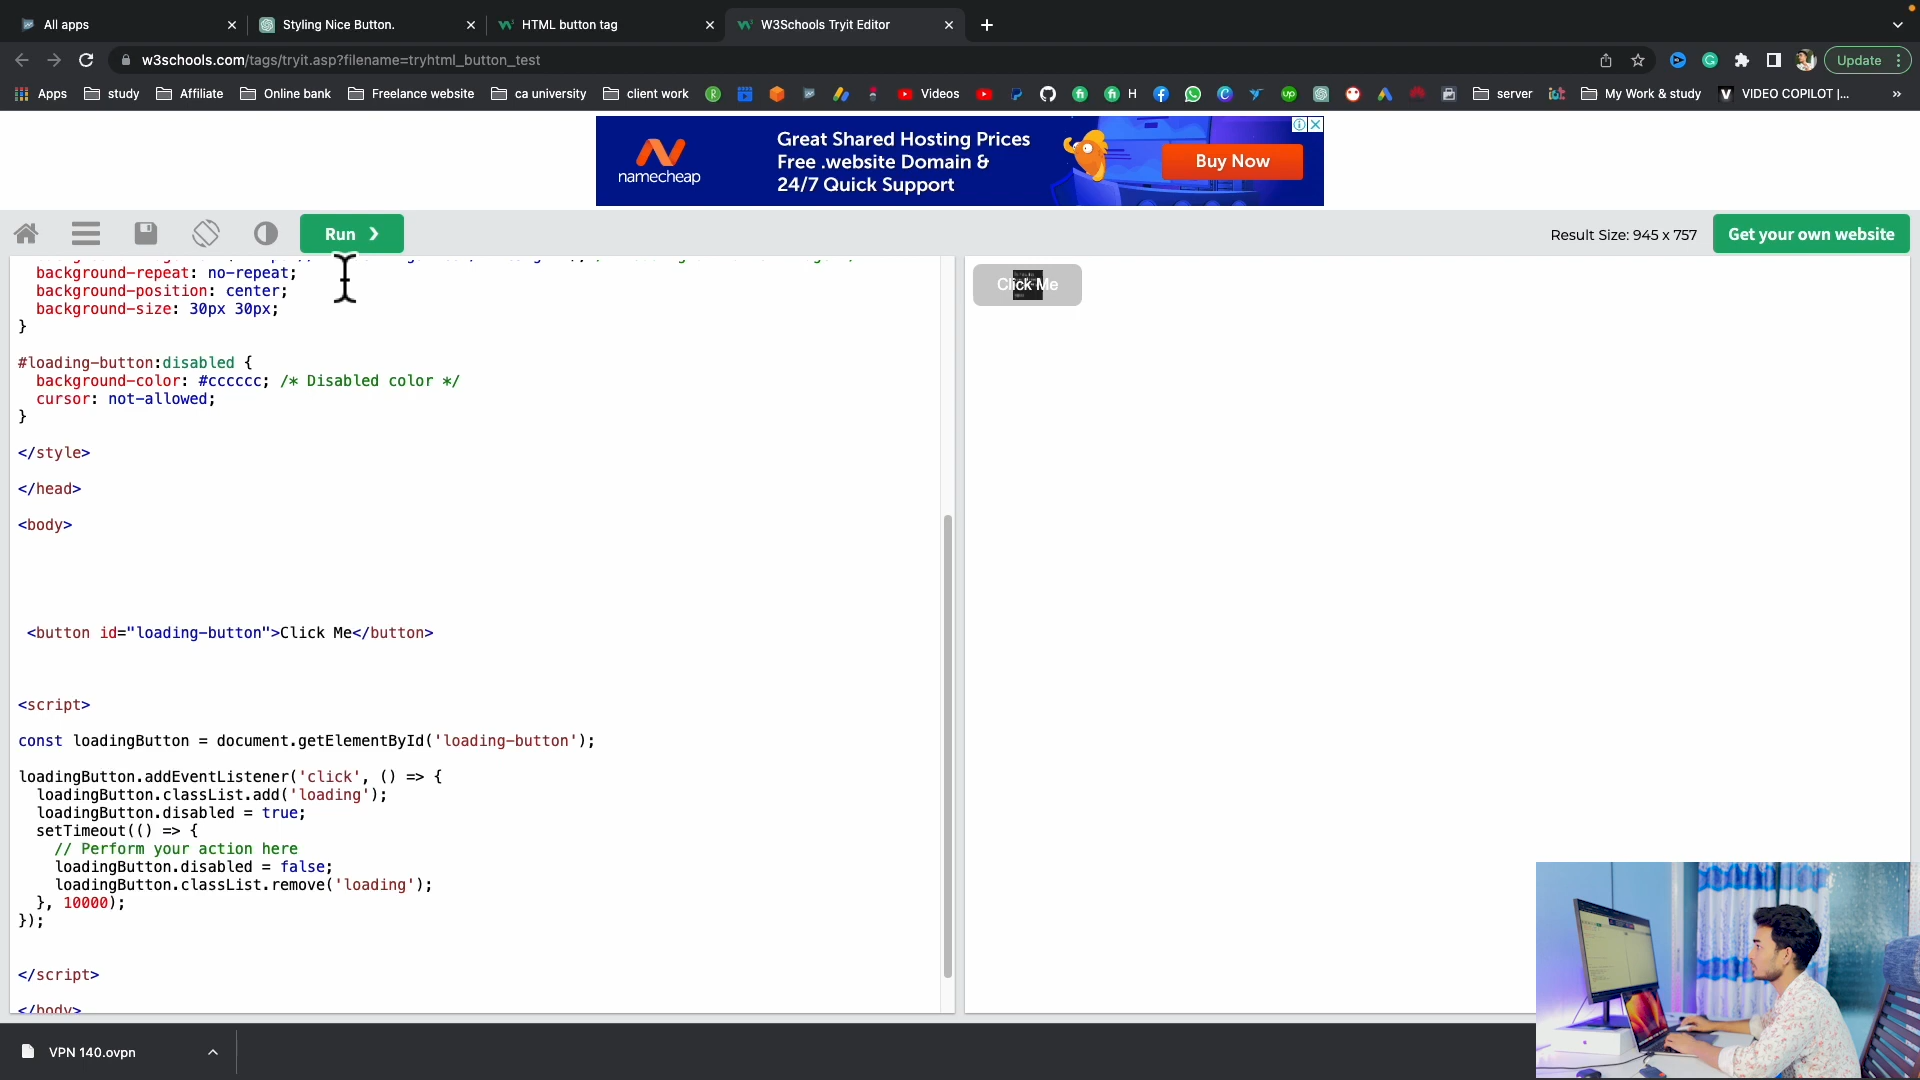 All apps
Styling Nice Button.
HTML button tag
W3Schools Tryit Editor
w3schools.com/tags/tryit.asp?filename=tryhtml_button_test
Update
Apps
study
Affiliate
Online bank
Freelance website
ca university
client work
Videos
H
server
My Work & study
VIDEO COPILOT |...
namecheap
Great Shared Hosting Prices
Free .website Domain &
24/7 Quick Support
Buy Now
Run ❯
Result Size: 945 x 757
Get your own website
background-repeat: no-repeat;
background-position: center;
background-size: 30px 30px;
}
#loading-button:disabled {
background-color: #cccccc; /* Disabled color */
cursor: not-allowed;
}
</style>
</head>
<body>
<button id="loading-button">Click Me</button>
<script>
const loadingButton = document.getElementById('loading-button');
loadingButton.addEventListener('click', () => {
loadingButton.classList.add('loading');
loadingButton.disabled = true;
setTimeout(() => {
// Perform your action here
loadingButton.disabled = false;
loadingButton.classList.remove('loading');
}, 10000);
});
</script>
</body>
Click Me
VPN 140.ovpn